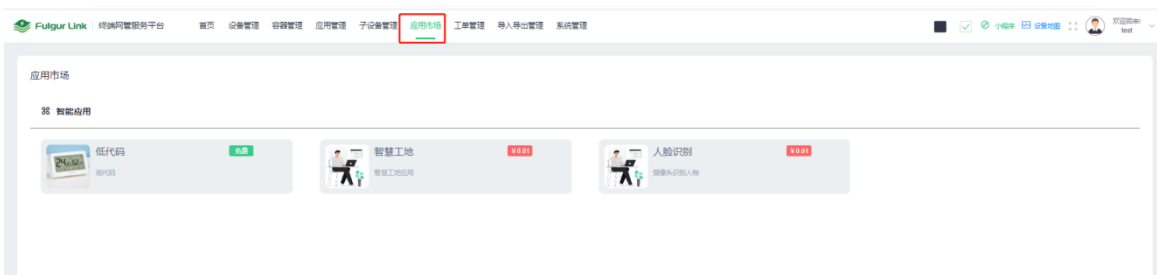 Fulgur Link 终端网管服务平台 首页 设备管理 容器管理 应用管理 子设备管理 应用市场 工单管理 导入导出管理 系统管理 小程序 设备地图 欢迎回来! test
应用市场
智能应用
低代码 免费 智慧工地 ¥0.01 人脸识别 ¥0.01
低代码 智慧工地应用 摄像头识别人物